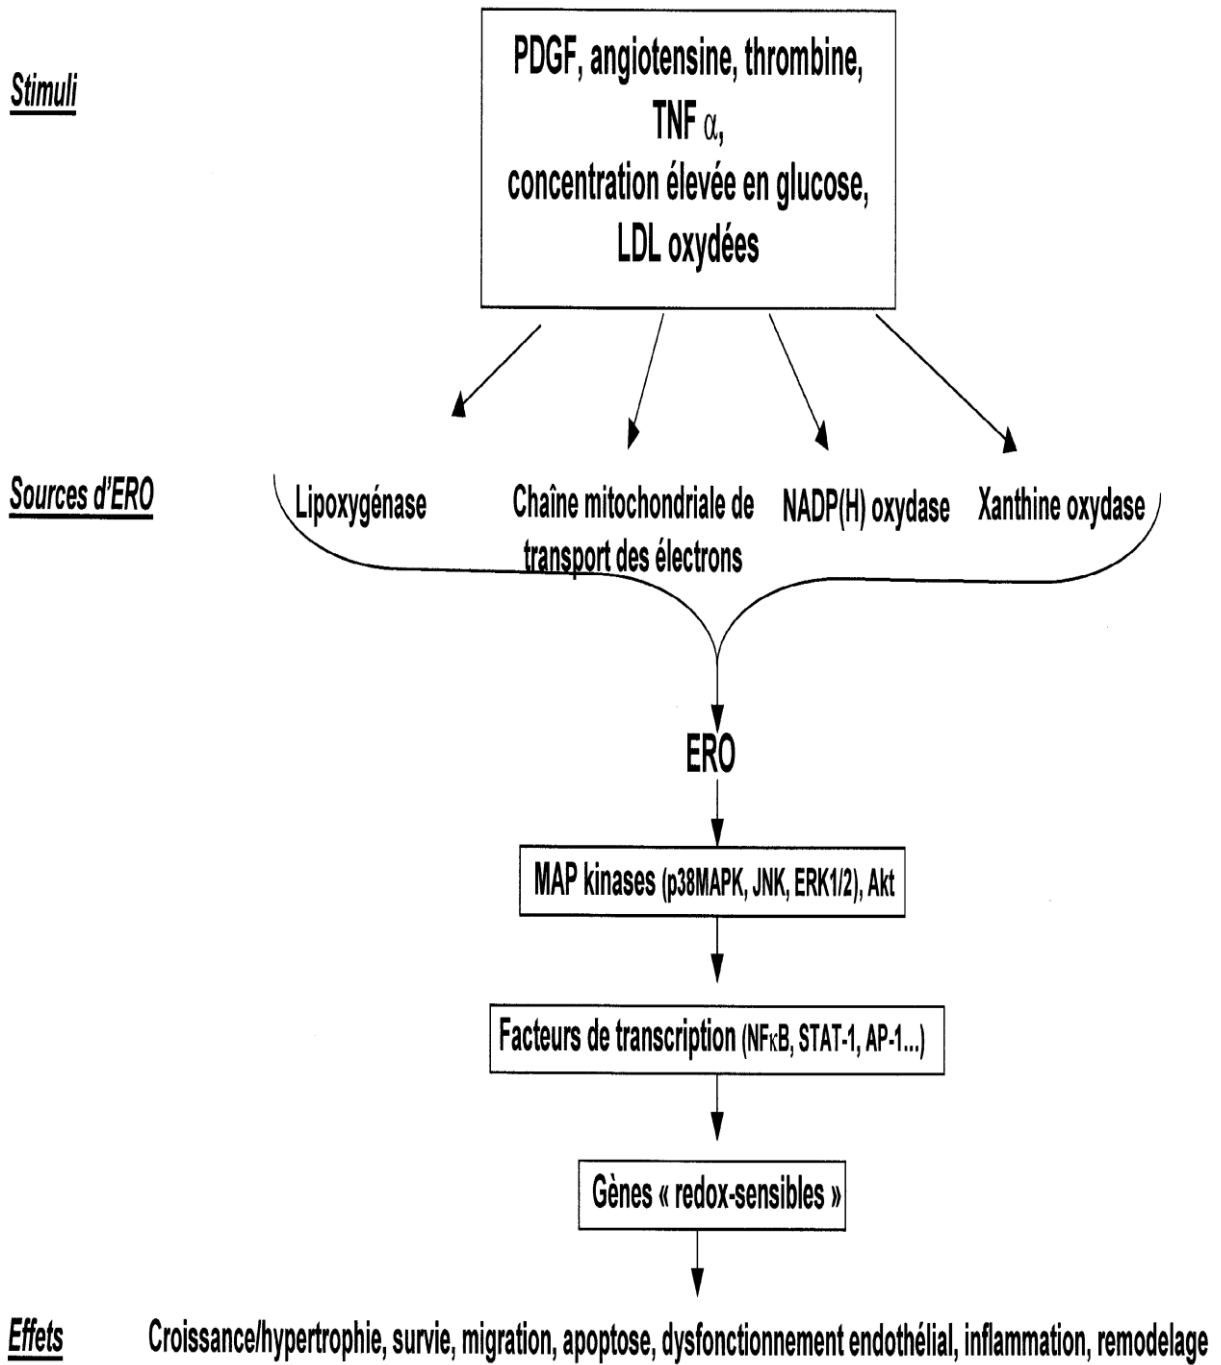 Stimuli
PDGF, angiotensine, thrombine,
TNF α,
concentration élevée en glucose,
LDL oxydées
Sources d'ERO
Lipoxygénase
Chaîne mitochondriale de
transport des électrons
NADP(H) oxydase
Xanthine oxydase
ERO
MAP kinases (p38MAPK, JNK, ERK1/2), Akt
Facteurs de transcription (NFκB, STAT-1, AP-1...)
Gènes « redox-sensibles »
Effets
Croissance/hypertrophie, survie, migration, apoptose, dysfonctionnement endothélial, inflammation, remodelage